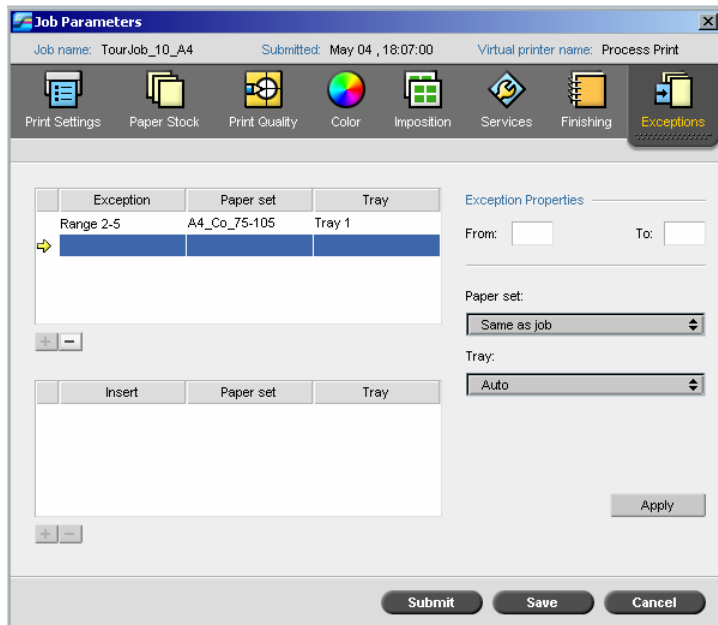 Job Parameters
Job name: TourJob_10_A4 Submitted: May 04 , 18:07:00 Virtual printer name: Process Print
Print Settings Paper Stock Print Quality Color Imposition Services Finishing Exceptions
Exception Paper set Tray
Range 2-5 A4_Co_75-105 Tray 1
Exception Properties
From: To:
Paper set:
Same as job
Tray:
Auto
Insert Paper set Tray
Apply
Submit Save Cancel